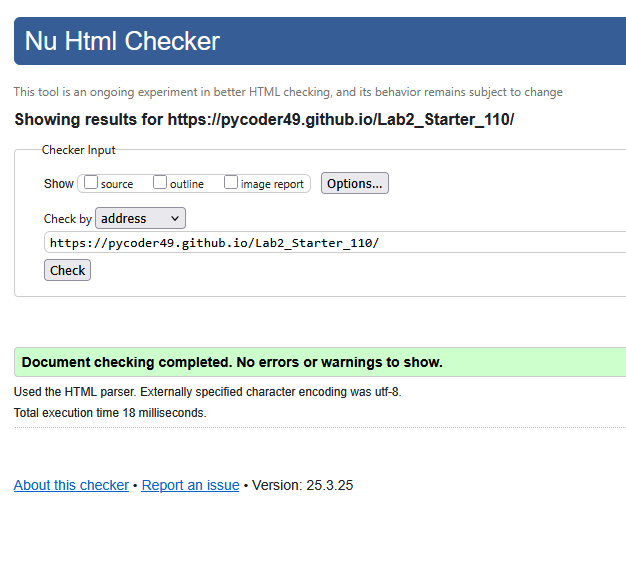 Nu Html Checker
This tool is an ongoing experiment in better HTML checking, and its behavior remains subject to change
Showing results for https://pycoder49.github.io/Lab2_Starter_110/
Checker Input
Show source outline image report Options...
Check by address
https://pycoder49.github.io/Lab2_Starter_110/
Check
Document checking completed. No errors or warnings to show.
Used the HTML parser. Externally specified character encoding was utf-8.
Total execution time 18 milliseconds.
About this checker • Report an issue • Version: 25.3.25